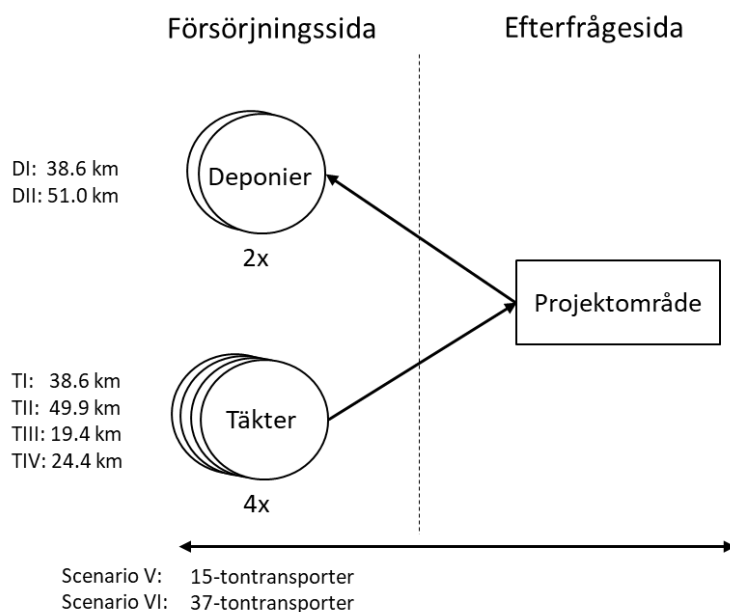 Försörjningssida
Efterfrågesida
DI: 38.6 km
DII: 51.0 km
Deponier
2x
Projektområde
TI: 38.6 km
TII: 49.9 km
TIII: 19.4 km
TIV: 24.4 km
Täkter
4x
Scenario V: 15-tontransporter
Scenario VI: 37-tontransporter